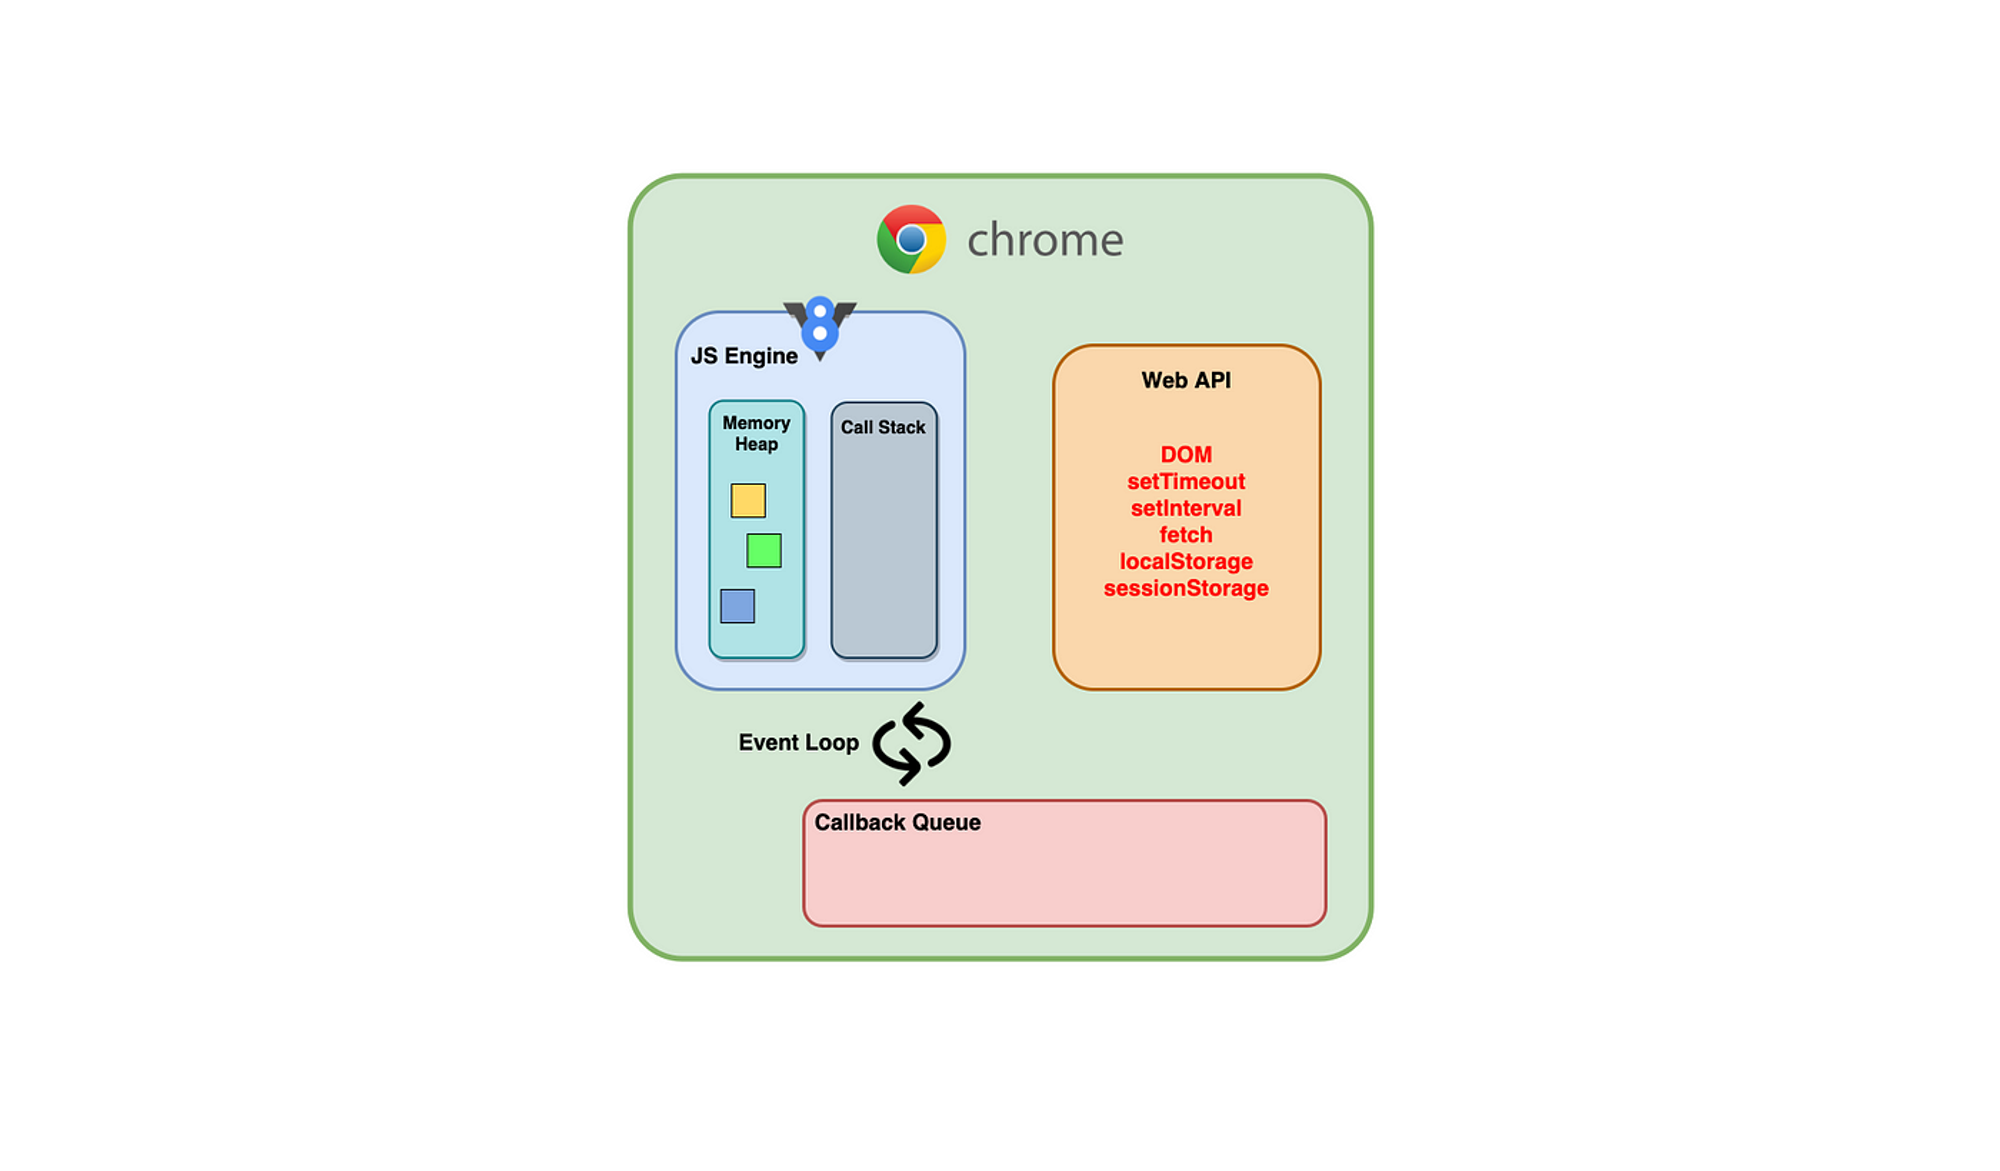 chrome
V8
JS Engine
Memory
Heap
Call Stack
Web API
DOM
setTimeout
setInterval
fetch
localStorage
sessionStorage
Event Loop
Callback Queue